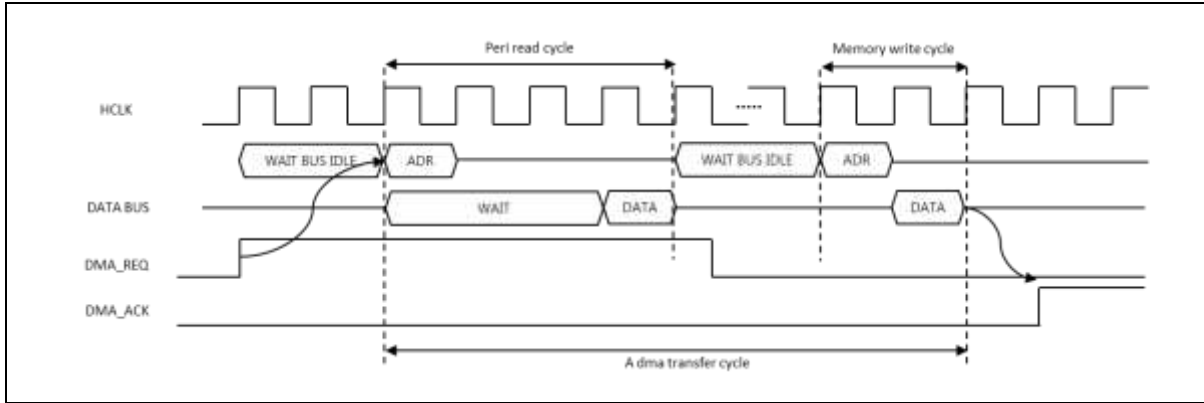 Peri read cycle
Memory write cycle
HCLK
.....
WAIT BUS IDLE
ADR
WAIT BUS IDLE
ADR
DATA BUS
WAIT
DATA
DATA
DMA_REQ
DMA_ACK
A dma transfer cycle